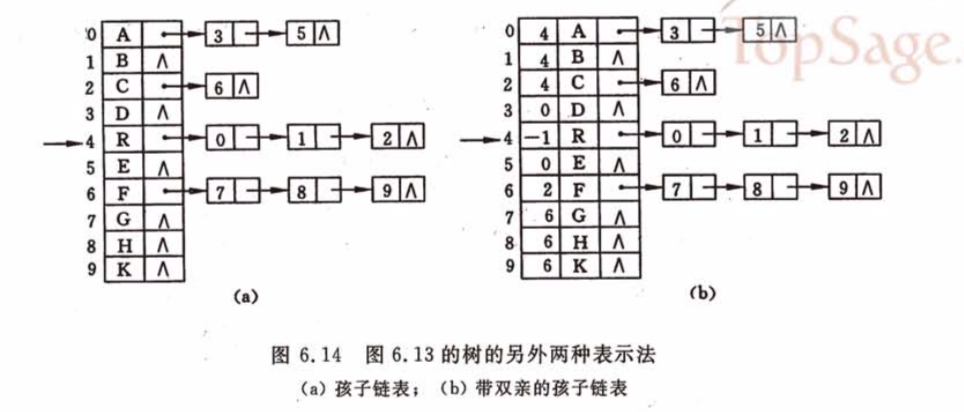 0 A 3 5 ∧
1 B ∧
2 C 6 ∧
3 D ∧
4 R 0 1 2 ∧
5 E ∧
6 F 7 8 9 ∧
7 G ∧
8 H ∧
9 K ∧
(a)
0 4 A 3 5 ∧
1 4 B ∧
2 4 C 6 ∧
3 0 D ∧
4 -1 R 0 1 2 ∧
5 0 E ∧
6 2 F 7 8 9 ∧
7 6 G ∧
8 6 H ∧
9 6 K ∧
(b)
TopSage.
图 6.14 图 6.13 的树的另外两种表示法
(a) 孩子链表; (b) 带双亲的孩子链表